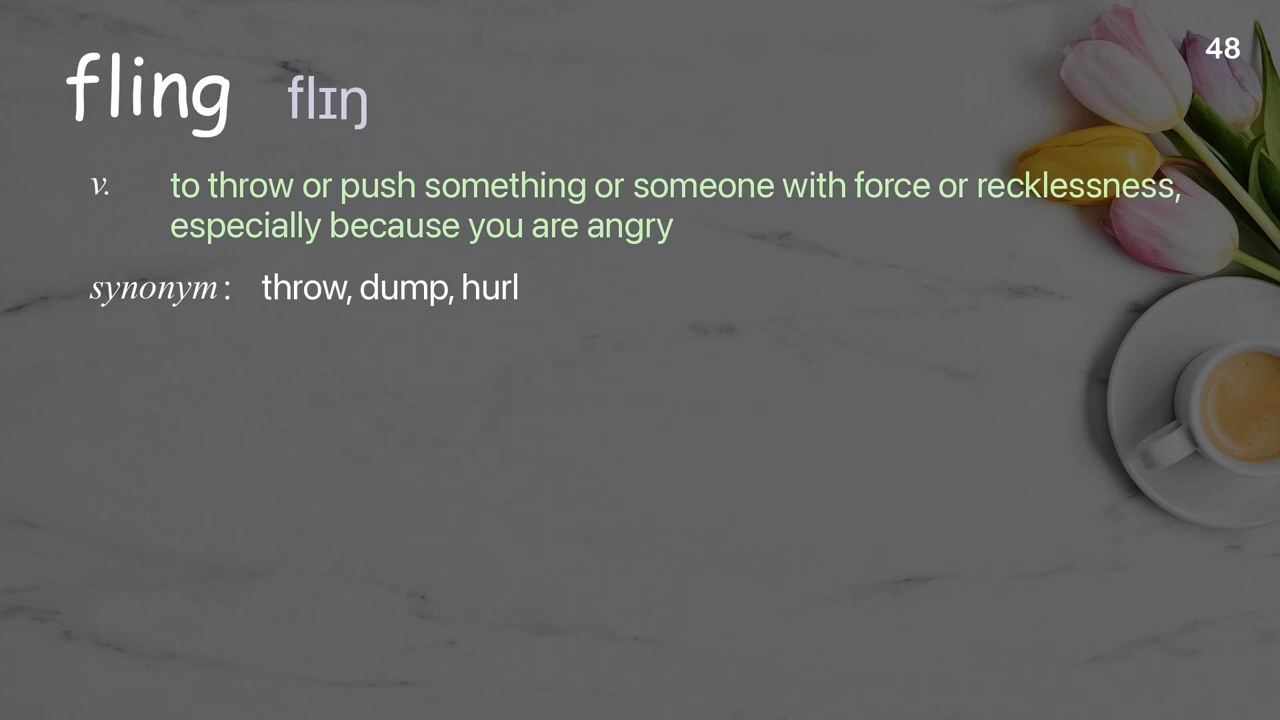 48
fling flɪŋ
v. to throw or push something or someone with force or recklessness,
especially because you are angry
synonym: throw, dump, hurl